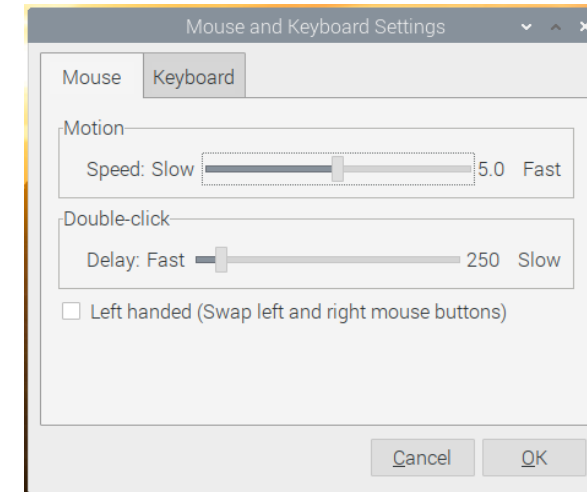 Mouse and Keyboard Settings
Mouse Keyboard
Motion
Speed: Slow 5.0 Fast
Double-click
Delay: Fast 250 Slow
Left handed (Swap left and right mouse buttons)
Cancel OK